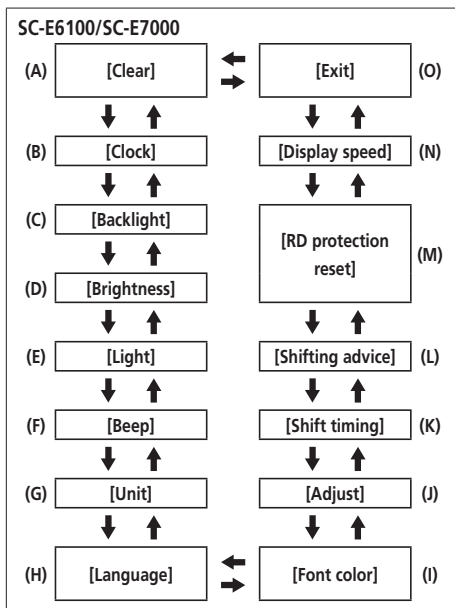 SC-E6100/SC-E7000
(A) [Clear] [Exit] (O)
(B) [Clock] [Display speed] (N)
(C) [Backlight]
[RD protection
reset] (M)
(D) [Brightness]
(E) [Light] [Shifting advice] (L)
(F) [Beep] [Shift timing] (K)
(G) [Unit] [Adjust] (J)
(H) [Language] [Font color] (I)